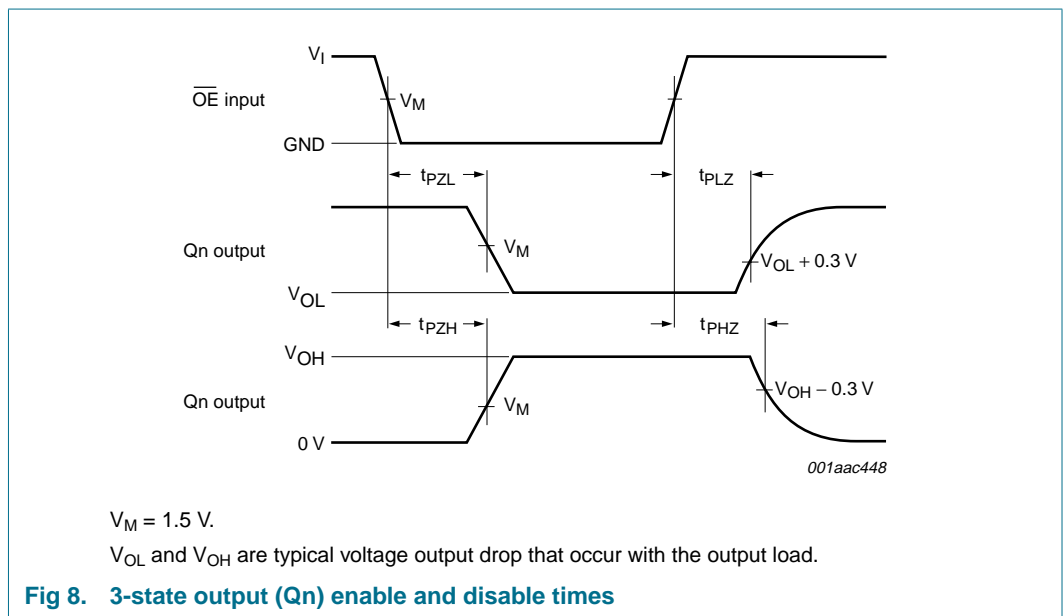 V_I
OE input
V_M
GND
t_PZL
t_PLZ
Qn output
V_M
V_OL + 0.3 V
V_OL
t_PZH
t_PHZ
V_OH
V_OH − 0.3 V
Qn output
V_M
0 V
001aac448
V_M = 1.5 V.
V_OL and V_OH are typical voltage output drop that occur with the output load.
Fig 8. 3-state output (Qn) enable and disable times